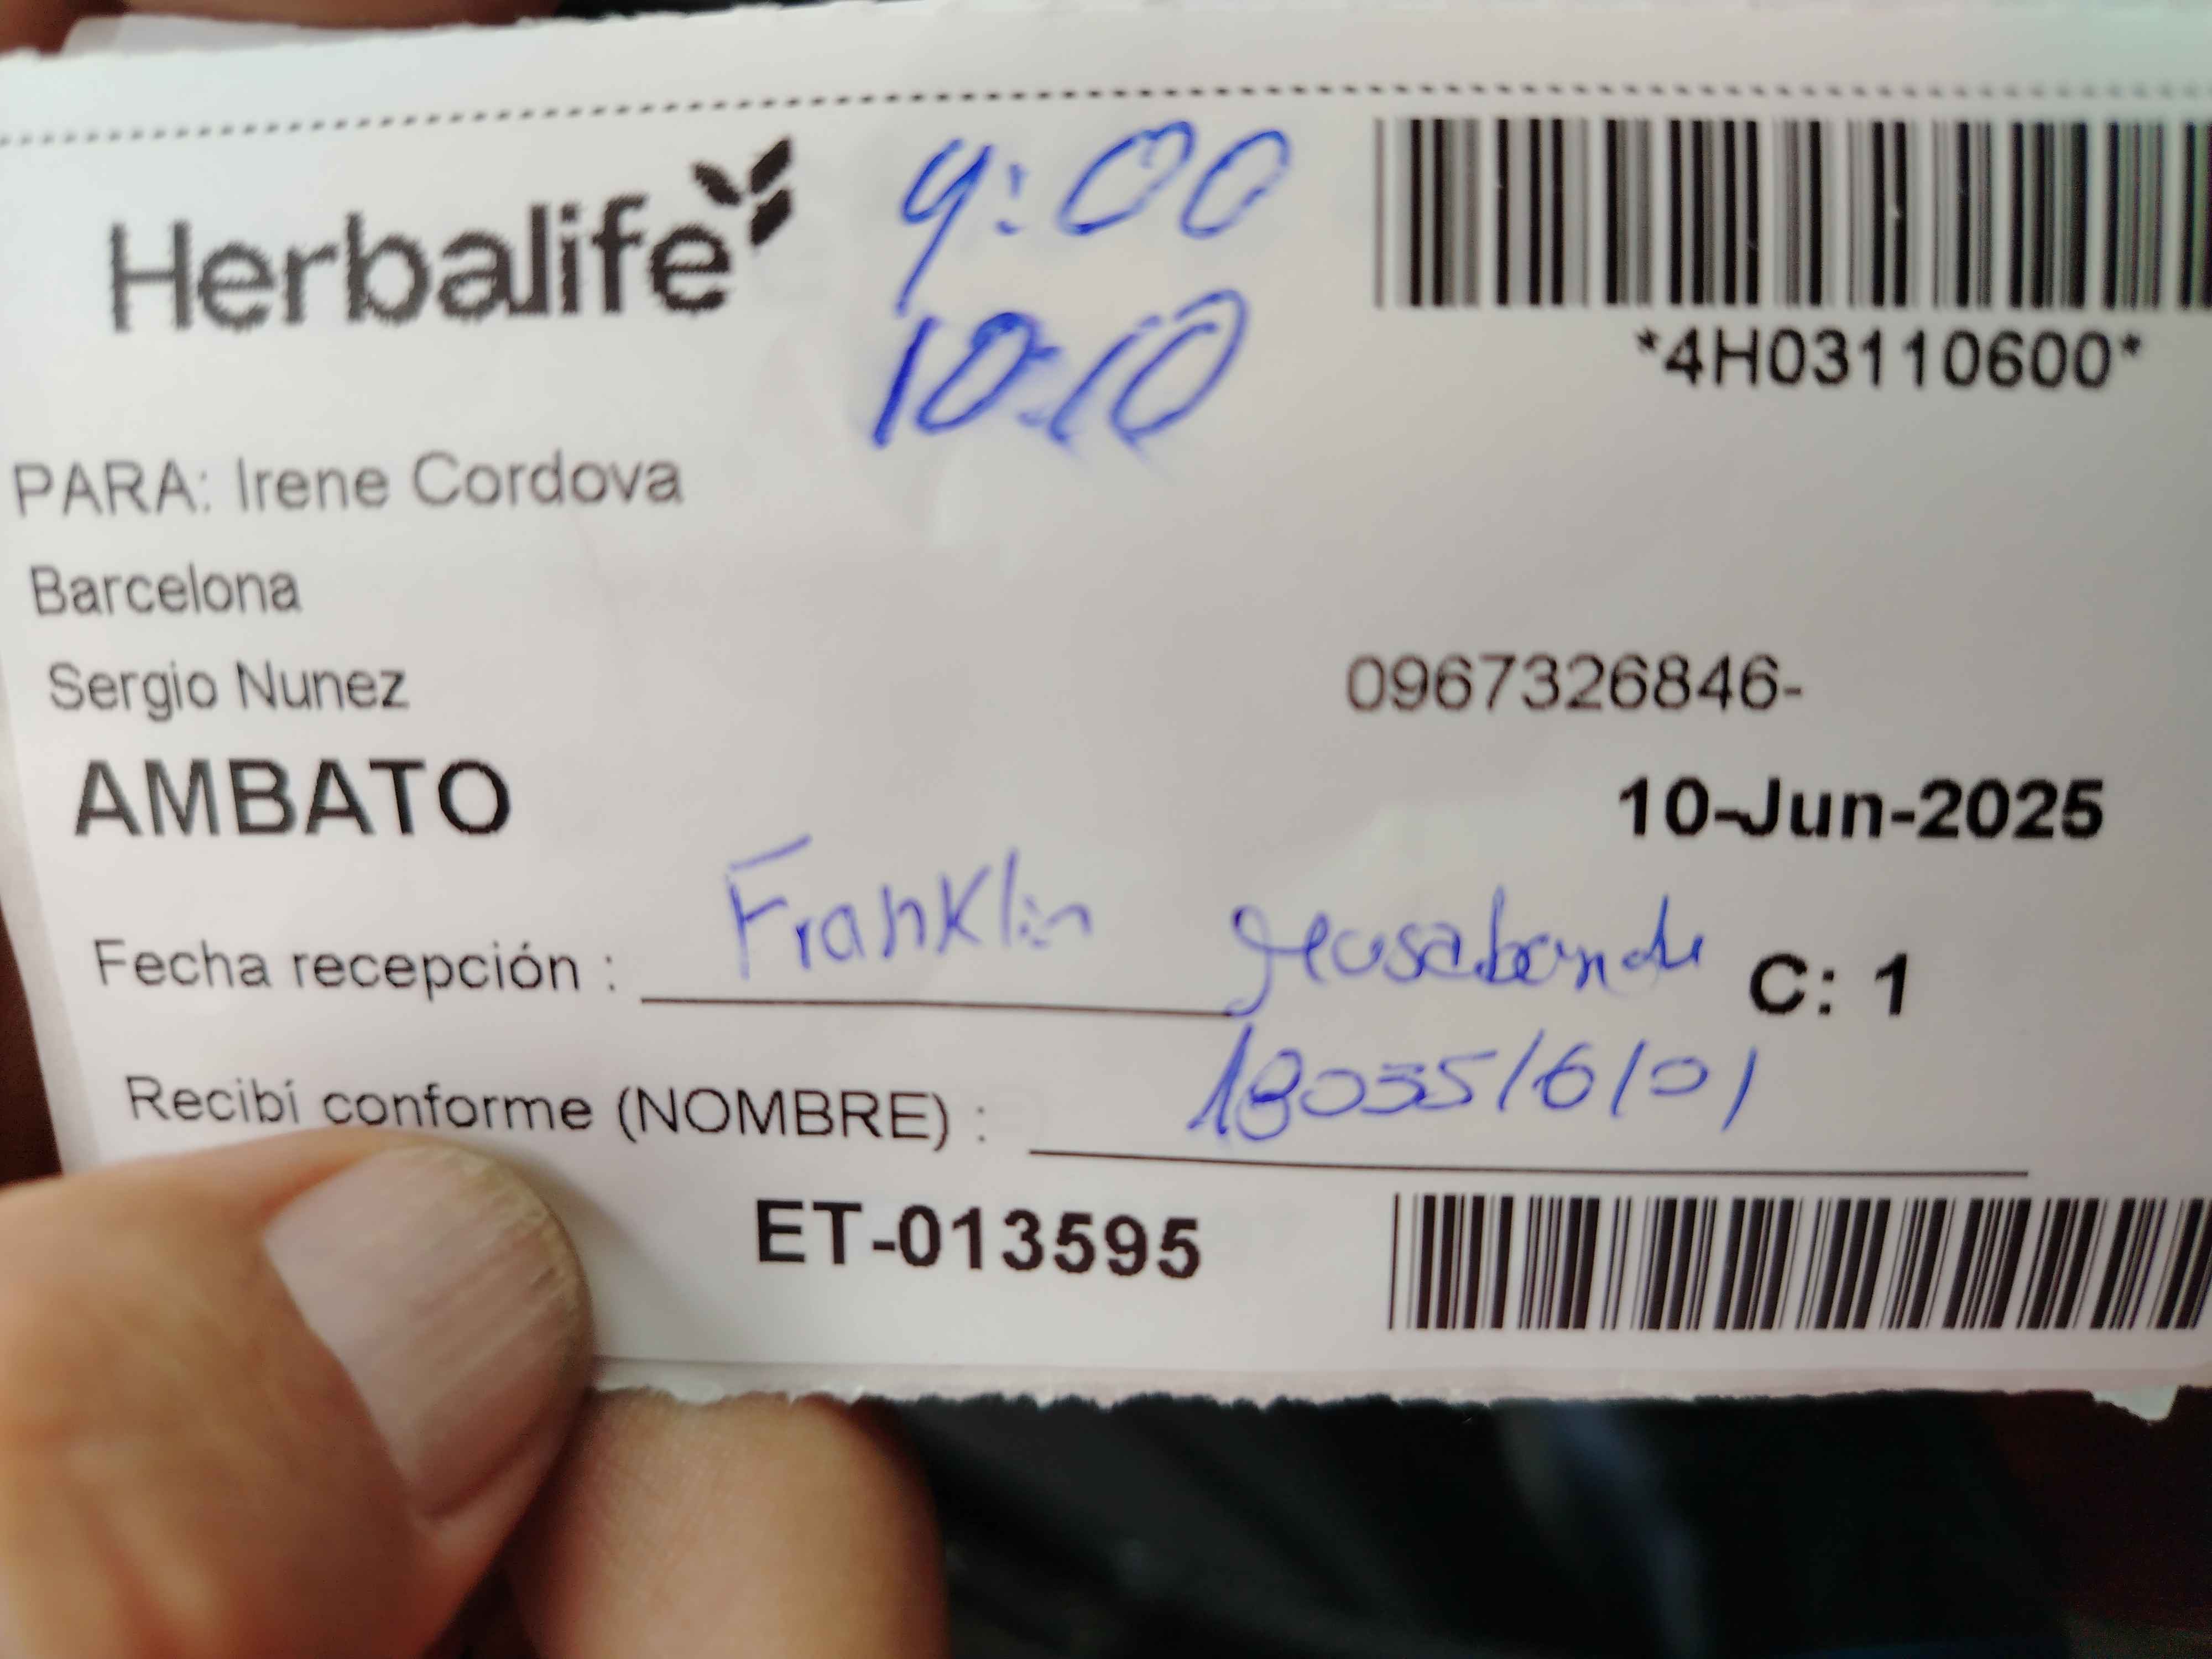 Herbalife
9:00
10:10
*4H03110600*
PARA: Irene Cordova
Barcelona
Sergio Nunez
0967326846-
AMBATO
10-Jun-2025
Fecha recepción : Franklin
C: 1
Recibí conforme (NOMBRE) :
ET-013595